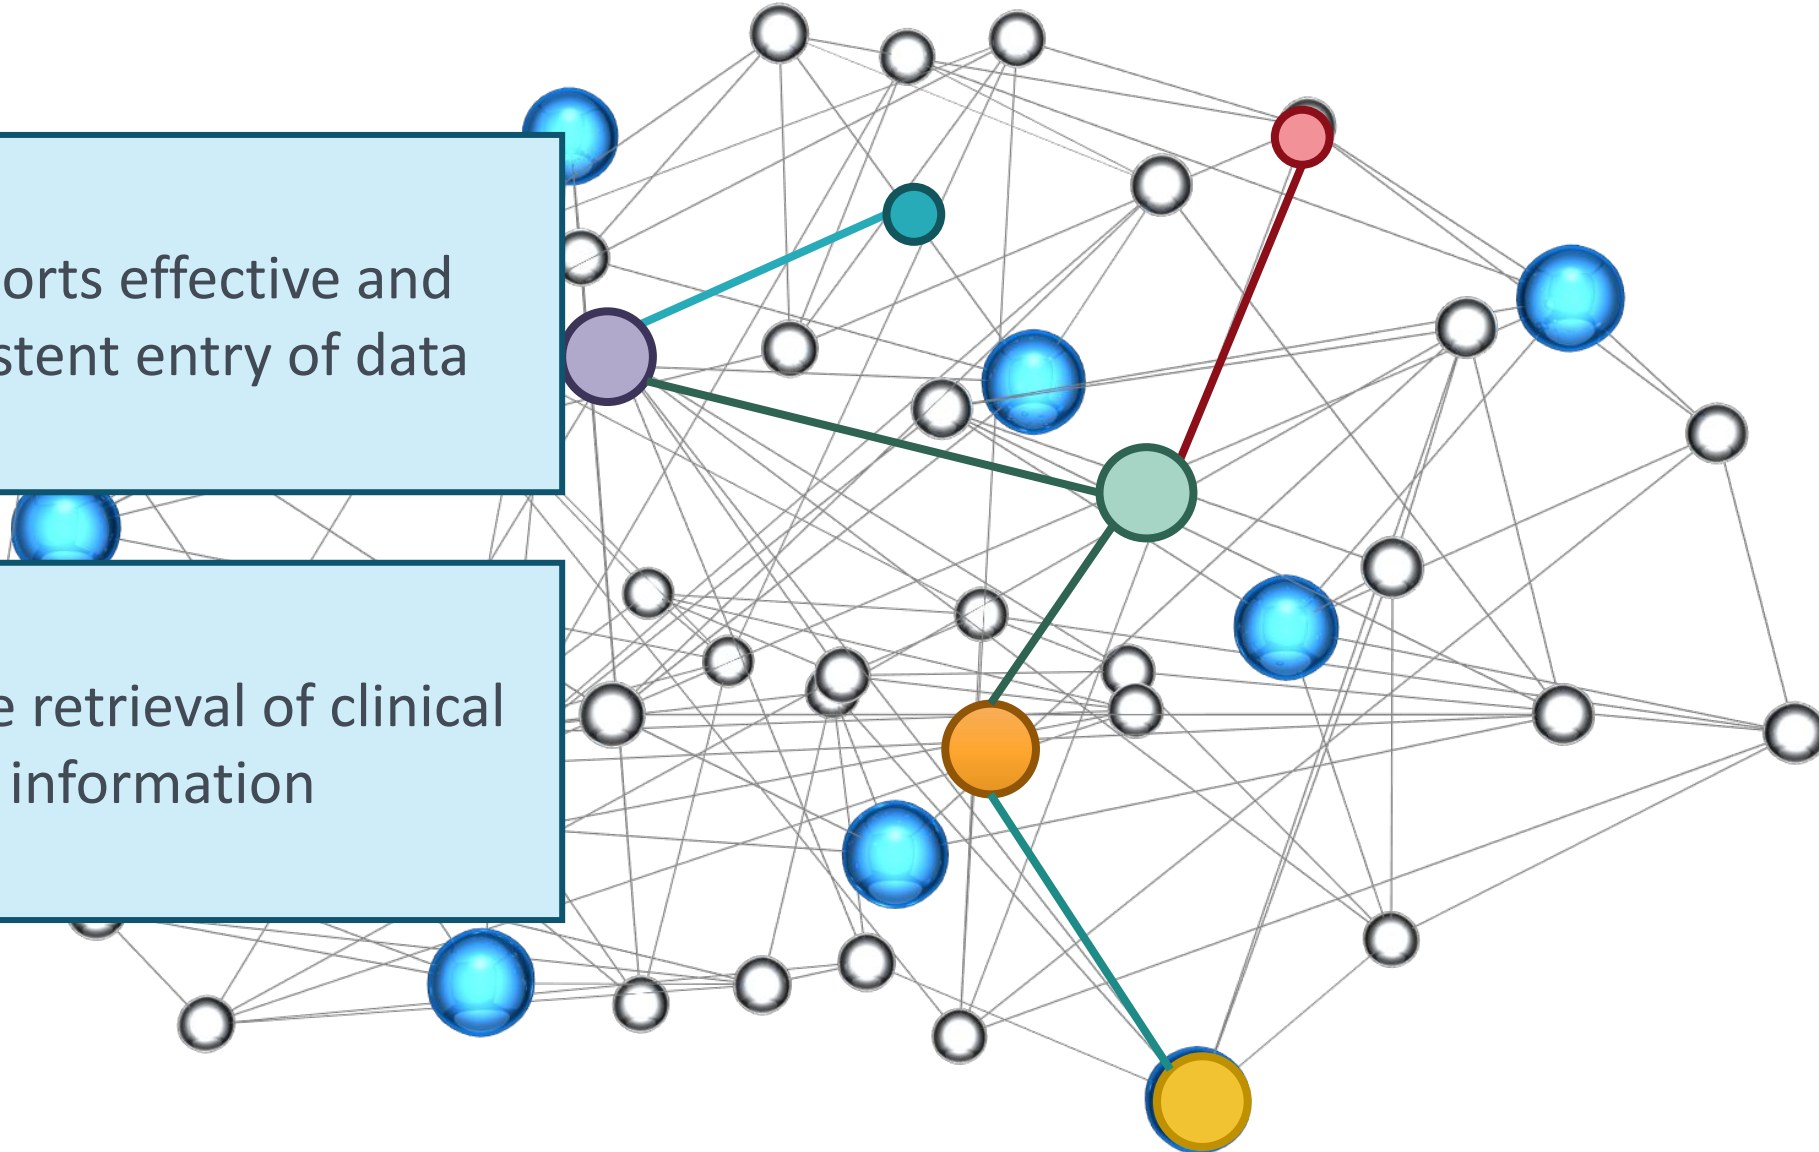 orts effective and
stent entry of data
e retrieval of clinical
information